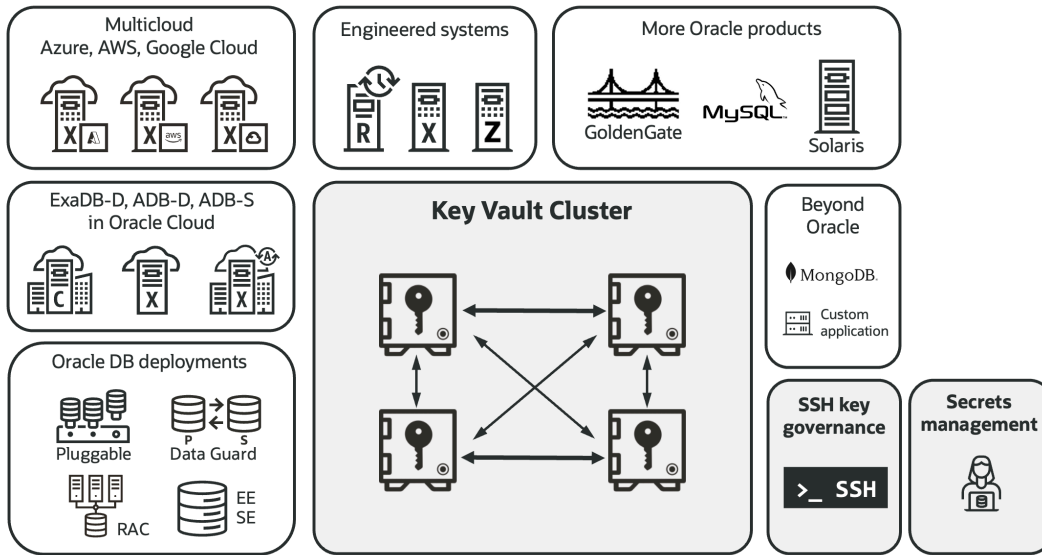 Multicloud
Azure, AWS, Google Cloud
X
X
aws
X
Engineered systems
R
X
Z
More Oracle products
GoldenGate
MySQL™
Solaris
ExaDB-D, ADB-D, ADB-S
in Oracle Cloud
C
X
X
A
Key Vault Cluster
Beyond
Oracle
MongoDB.
Custom
application
Oracle DB deployments
Pluggable
P
S
Data Guard
RAC
EE
SE
SSH key
governance
>_ SSH
Secrets
management